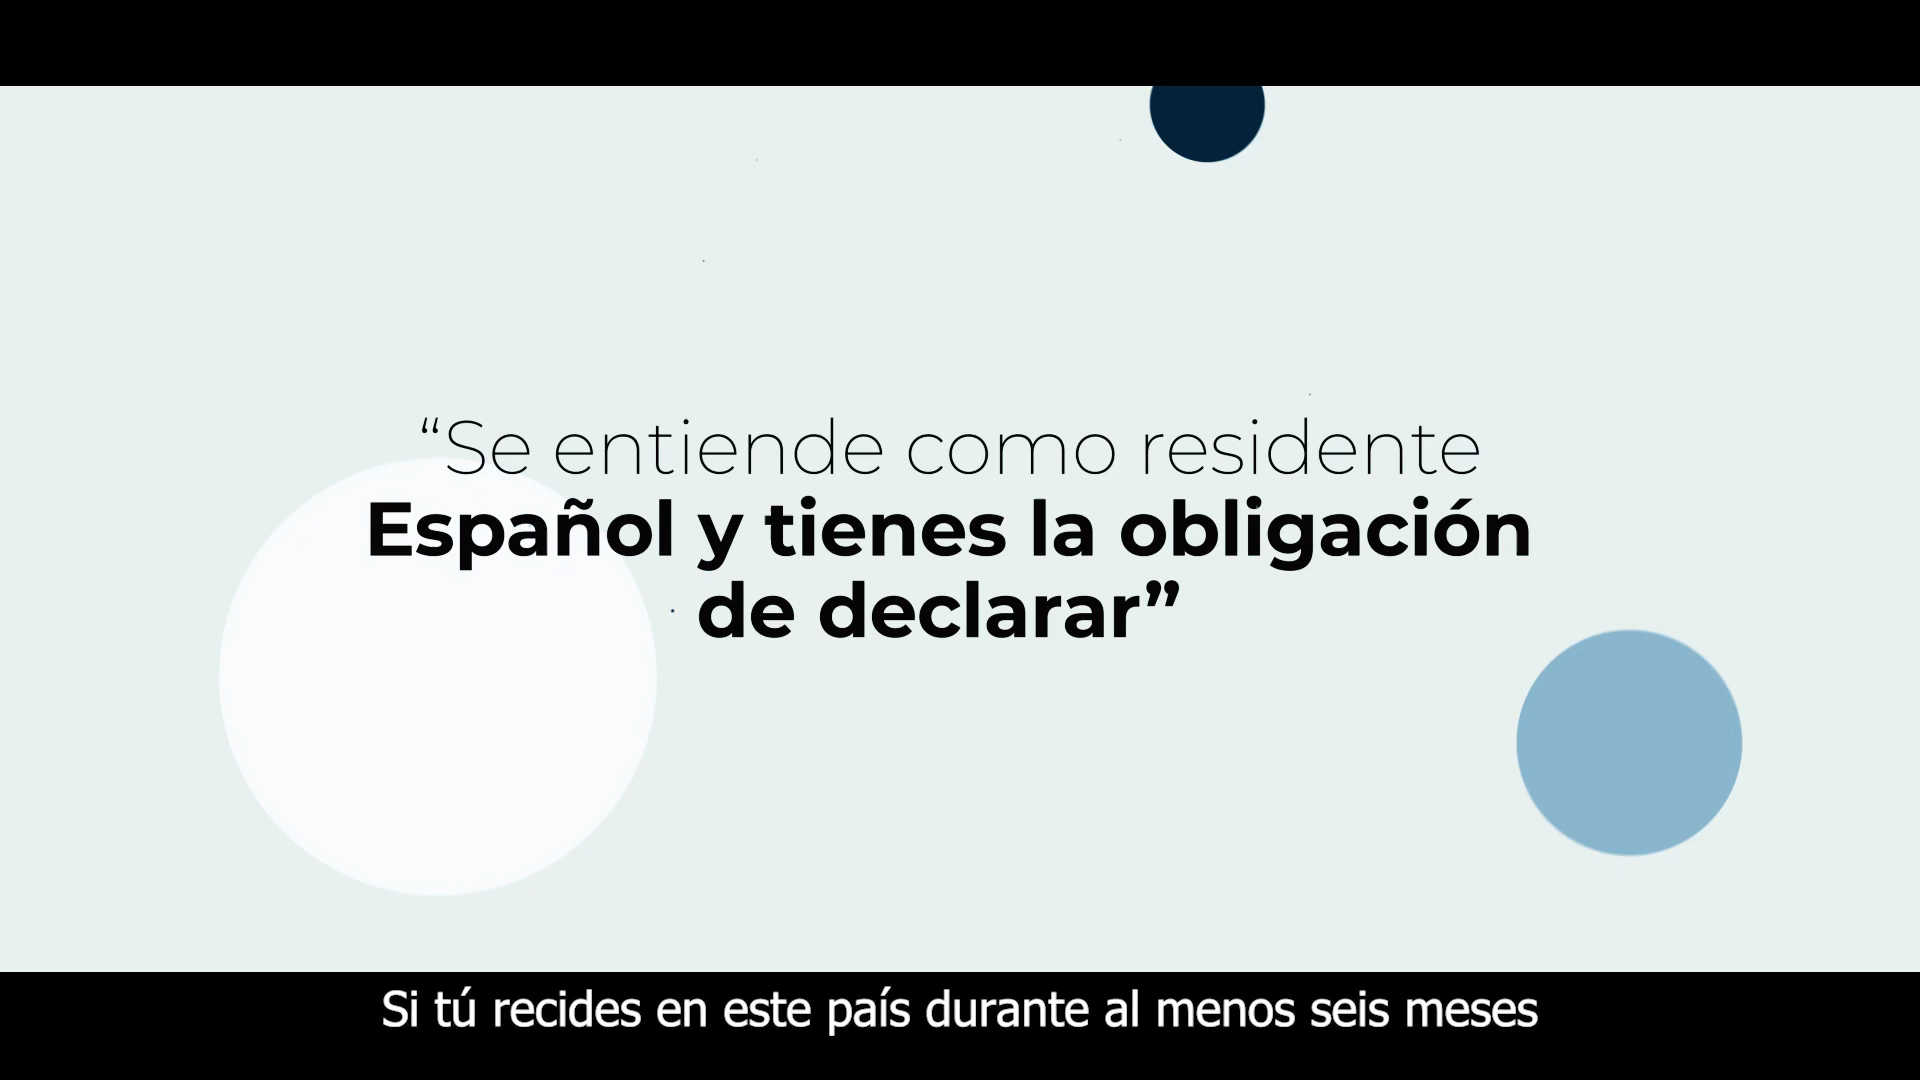 “Se entiende como residente
Español y tienes la obligación
de declarar”
Si tú recides en este país durante al menos seis meses